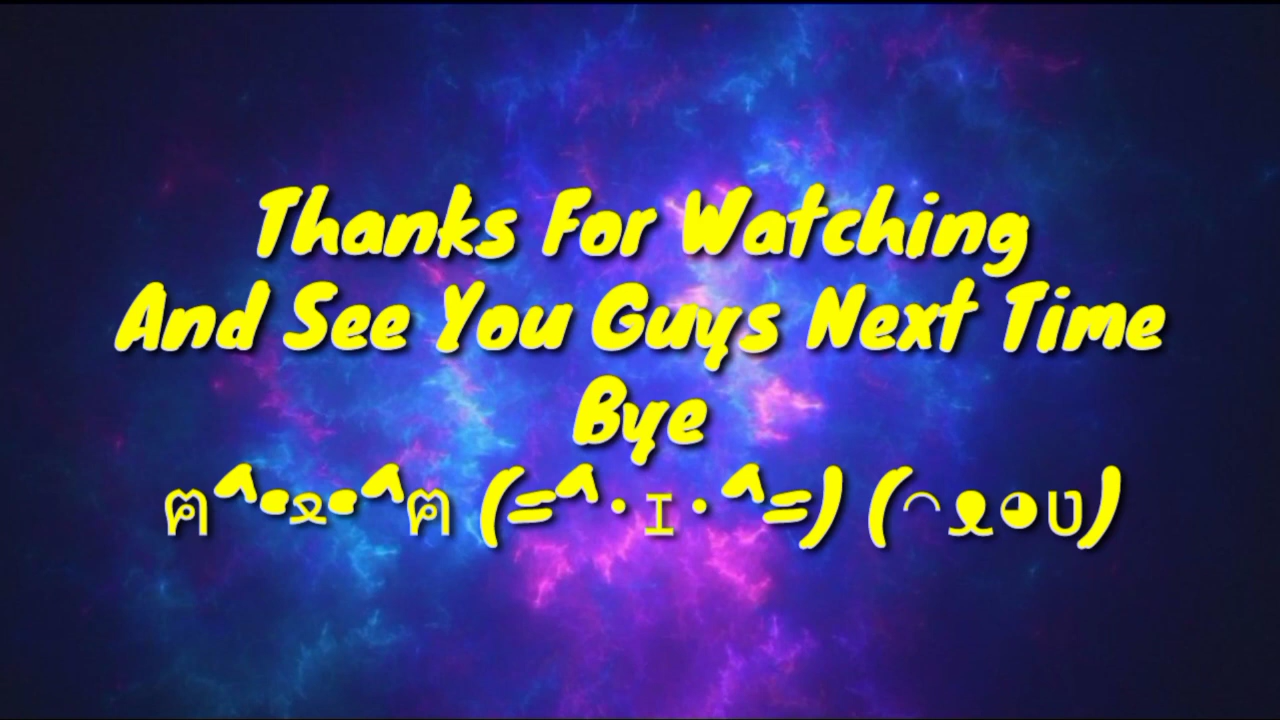 Thanks For Watching
And See You Guys Next Time
Bye
ฅ^•ﻌ•^ฅ (=^･ｪ･^=) (◠ᴥ◕ʋ)